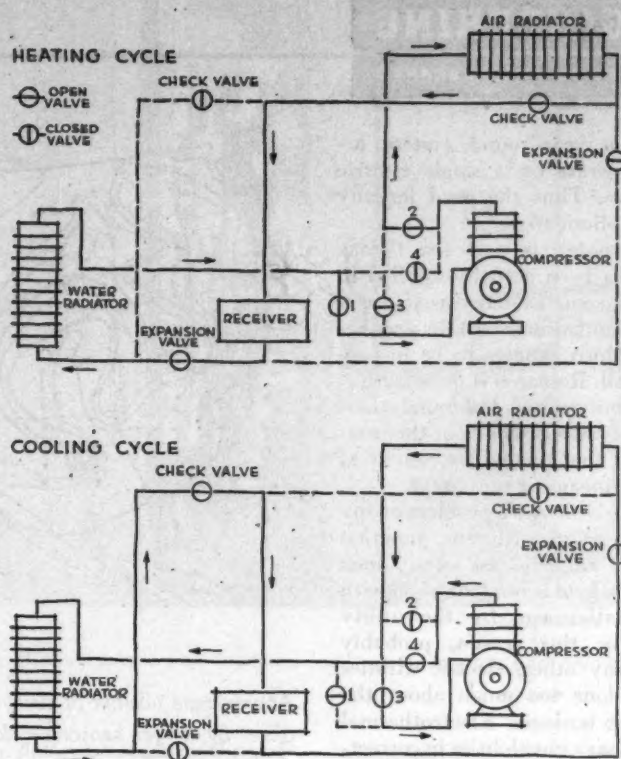 AIR RADIATOR
HEATING CYCLE
CHECK VALVE
OPEN
VALVE
CHECK VALVE
CLOSED
VALVE
EXPANSION
VALVE
2
4
COMPRESSOR
WATER
RADIATOR
RECEIVER
1
3
EXPANSION
VALVE
AIR RADIATOR
COOLING CYCLE
CHECK VALVE
CHECK VALVE
EXPANSION
VALVE
2
4
COMPRESSOR
WATER
RADIATOR
RECEIVER
1
3
EXPANSION
VALVE